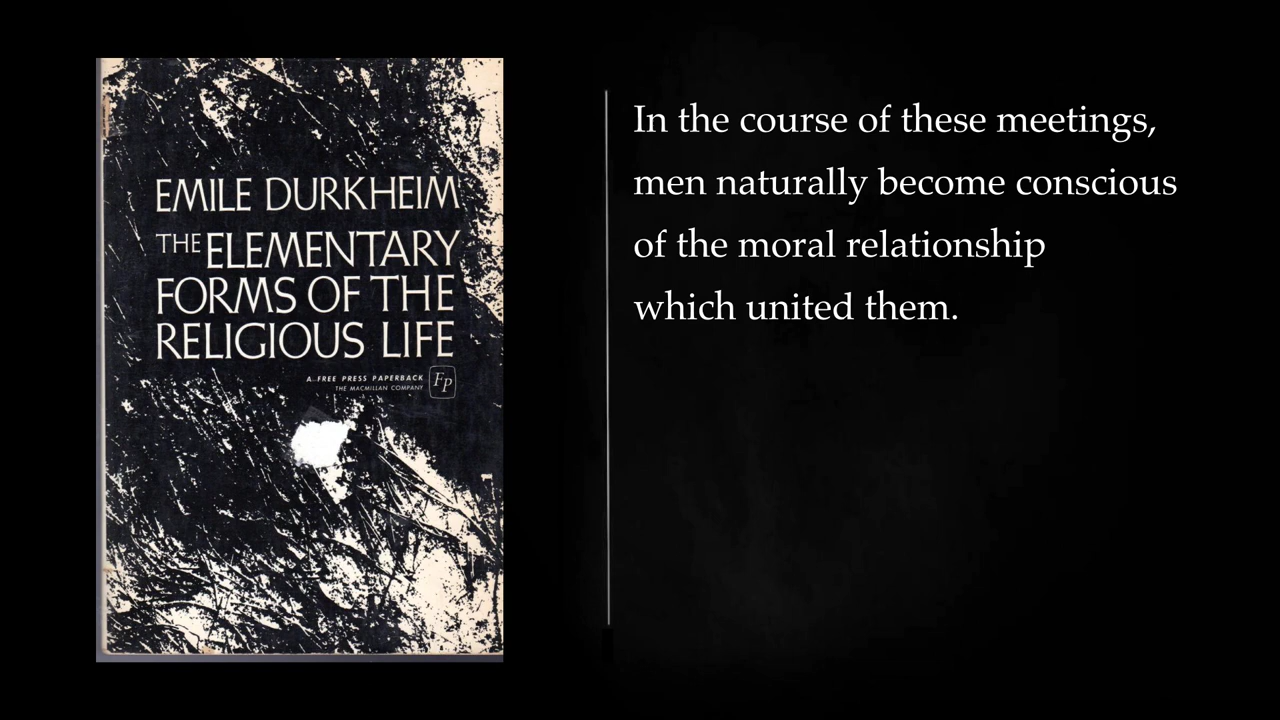 EMILE DURKHEIM
THE ELEMENTARY
FORMS OF THE
RELIGIOUS LIFE
A FREE PRESS PAPERBACK
THE MACMILLAN COMPANY
FP
In the course of these meetings,
men naturally become conscious
of the moral relationship
which united them.